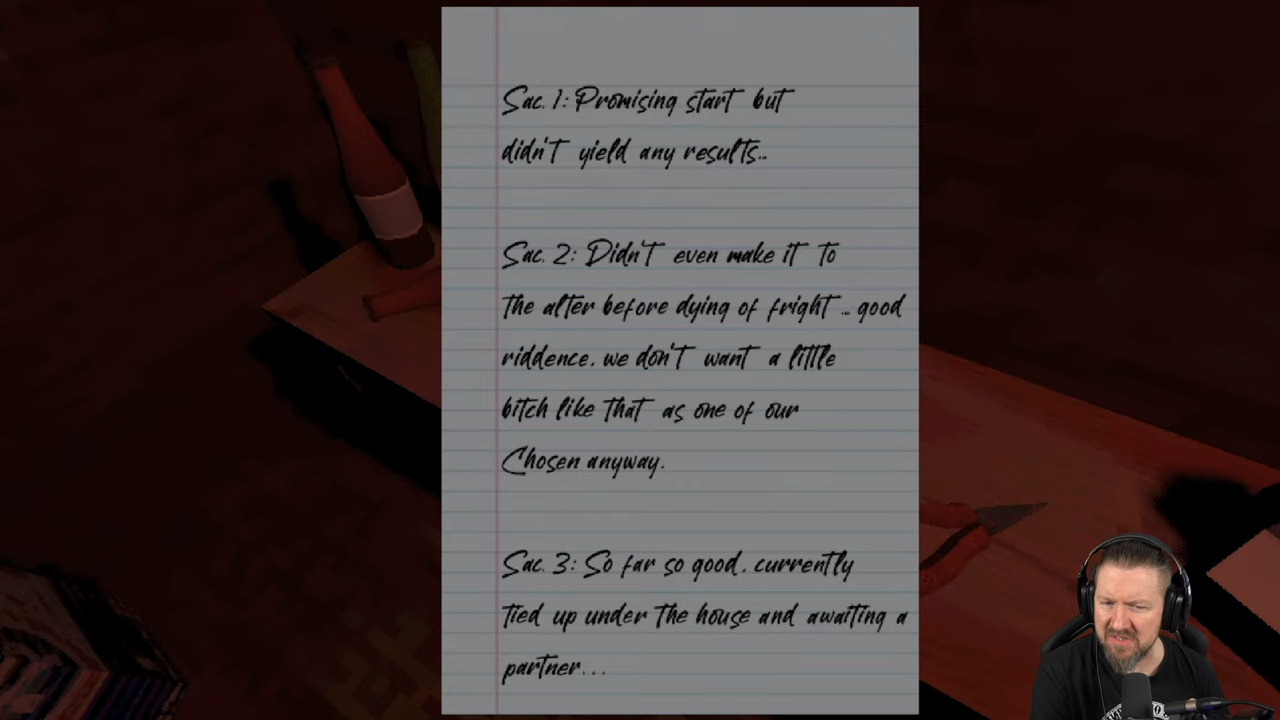 Sac. 1: Promising start but
didn't yield any results..
Sac. 2: Didn't even make it to
the alter before dying of fright ... good
riddence. we don't want a little
bitch like that as one of our
Chosen anyway.
Sac. 3: So far so good. currently
tied up under the house and awaiting a
partner...